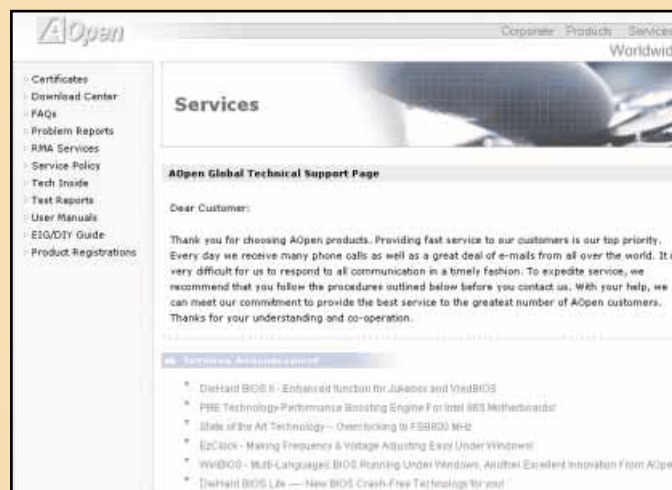 AOpen
Corporate Products Services
Worldwid
Certificates
Download Center
FAQs
Problem Reports
RMA Services
Service Policy
Tech Inside
Test Reports
User Manuals
EIG/DIY Guide
Product Registrations
Services
AOpen Global Technical Support Page
Dear Customer:
Thank you for choosing AOpen products. Providing fast service to our customers is our top priority.
Every day we receive many phone calls as well as a great deal of e-mails from all over the world. It
very difficult for us to respond to all communication in a timely fashion. To expedite service, we
recommend that you follow the procedures outlined below before you contact us. With your help, we
can meet our commitment to provide the best service to the greatest number of AOpen customers.
Thanks for your understanding and co-operation.
Services Announcement
DieHard BIOS II - Enhanced function for Jukebox and VividBIOS
PBE Technology-Performance Boosting Engine For Intel 865 Motherboards!
State of the Art Technology -- Overclocking to FSB800 MHz
EzClock - Making Frequency & Voltage Adjusting Easy Under Windows!
WinBIOS - Multi-Languages BIOS Running Under Windows, Another Excellent Innovation From AOpe
DieHard BIOS Lite ---- New BIOS Crash-Free Technology for you!